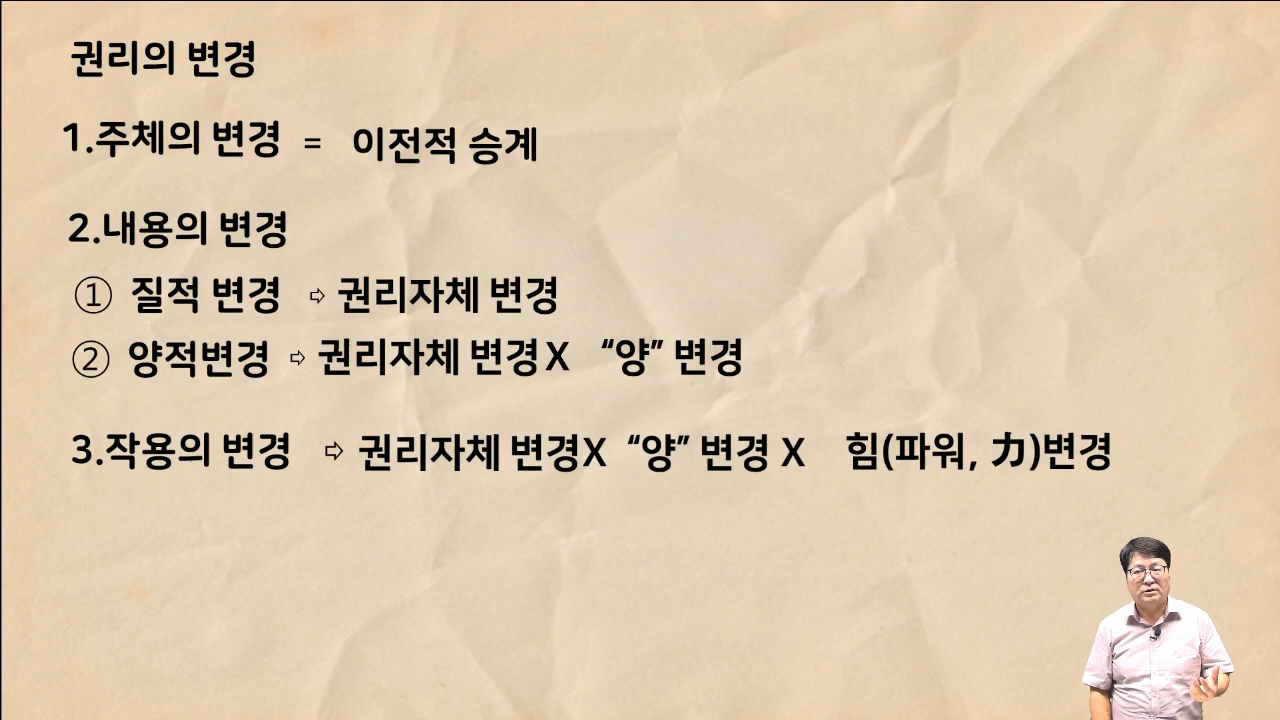 권리의 변경
1.주체의 변경 = 이전적 승계
2.내용의 변경
① 질적 변경 ⇨ 권리자체 변경
② 양적변경 ⇨ 권리자체 변경X “양” 변경
3.작용의 변경 ⇨ 권리자체 변경X “양” 변경 X 힘(파워, 力)변경